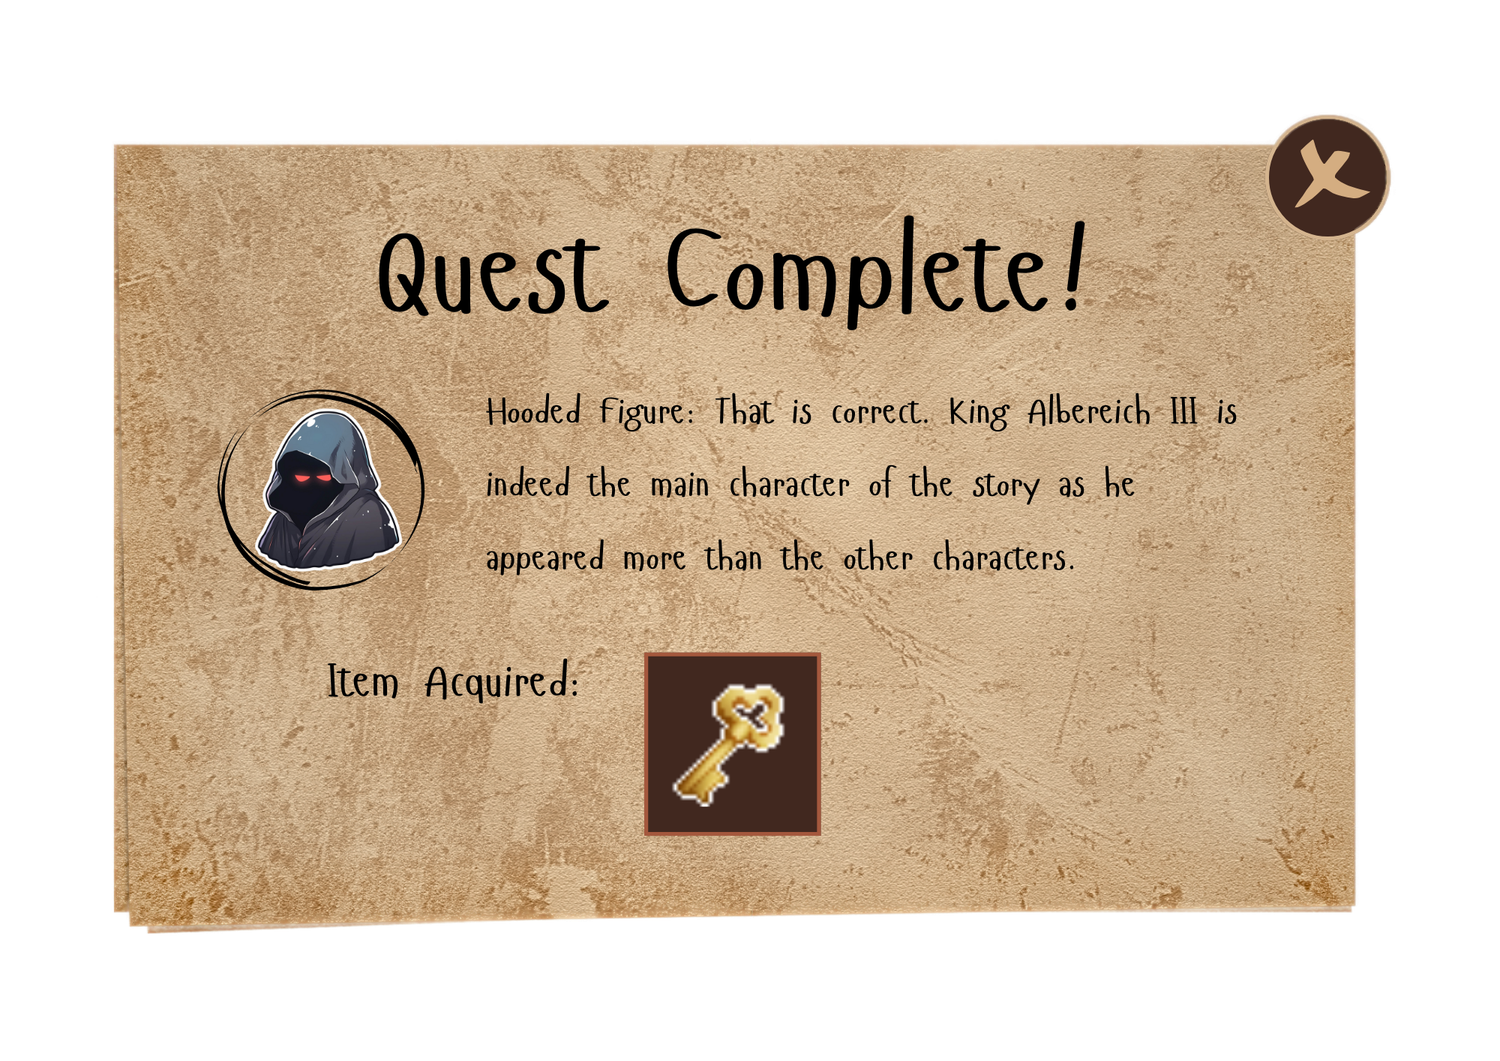 Quest Complete!
Hooded Figure: That is correct. King Albereich III is
indeed the main character of the story as he
appeared more than the other characters.
Item Acquired: